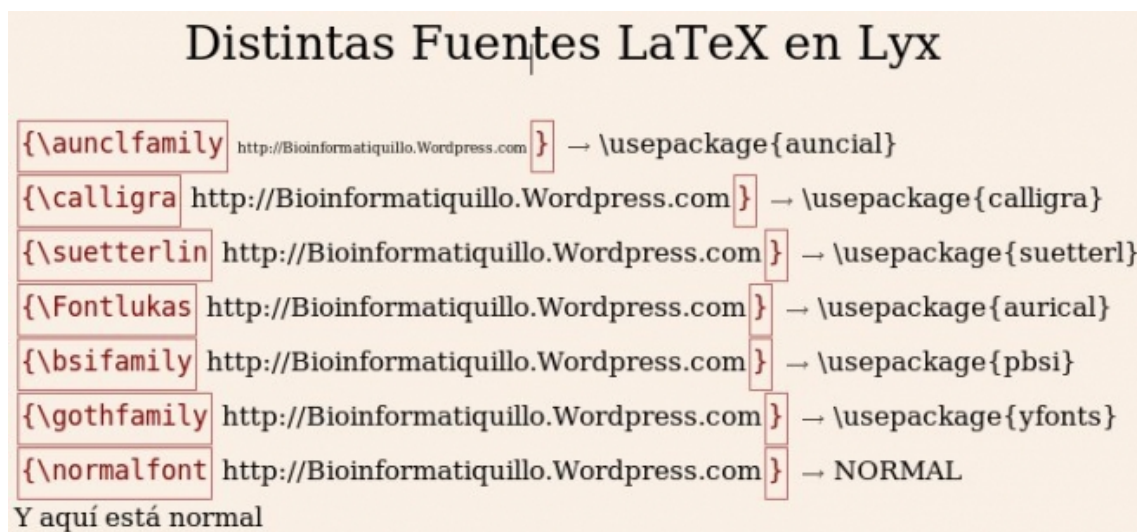 Distintas Fuentes LaTeX en Lyx
{\aunclfamily http://Bioinformatiquillo.Wordpress.com } → \usepackage{auncial}
{\calligra http://Bioinformatiquillo.Wordpress.com } → \usepackage{calligra}
{\suetterlin http://Bioinformatiquillo.Wordpress.com } → \usepackage{suetterl}
{\Fontlukas http://Bioinformatiquillo.Wordpress.com } → \usepackage{aurical}
{\bsifamily http://Bioinformatiquillo.Wordpress.com } → \usepackage{pbsi}
{\gothfamily http://Bioinformatiquillo.Wordpress.com } → \usepackage{yfonts}
{\normalfont http://Bioinformatiquillo.Wordpress.com } → NORMAL
Y aquí está normal